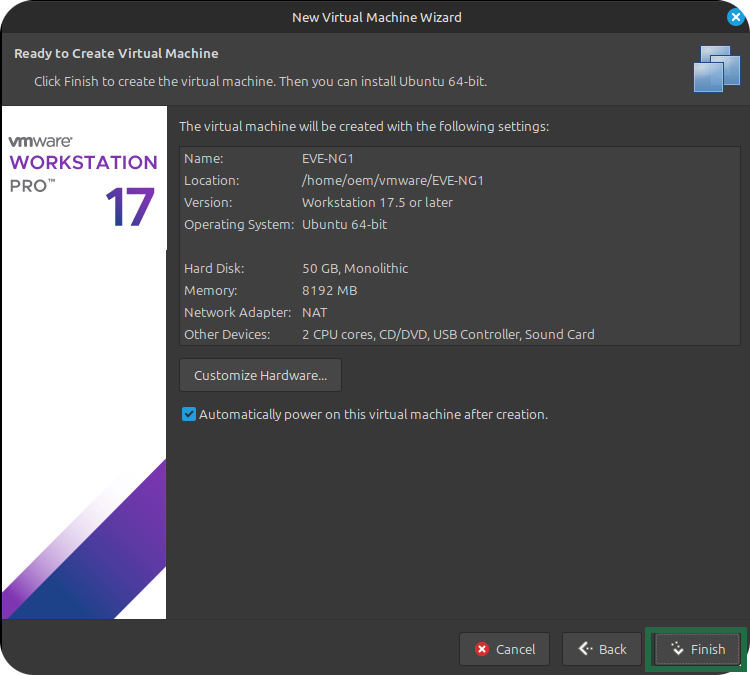 New Virtual Machine Wizard
Ready to Create Virtual Machine
Click Finish to create the virtual machine. Then you can install Ubuntu 64-bit.
vmware®
WORKSTATION
PRO™
17
The virtual machine will be created with the following settings:
Name: EVE-NG1
Location: /home/oem/vmware/EVE-NG1
Version: Workstation 17.5 or later
Operating System: Ubuntu 64-bit
Hard Disk: 50 GB, Monolithic
Memory: 8192 MB
Network Adapter: NAT
Other Devices: 2 CPU cores, CD/DVD, USB Controller, Sound Card
Customize Hardware...
Automatically power on this virtual machine after creation.
Cancel Back Finish